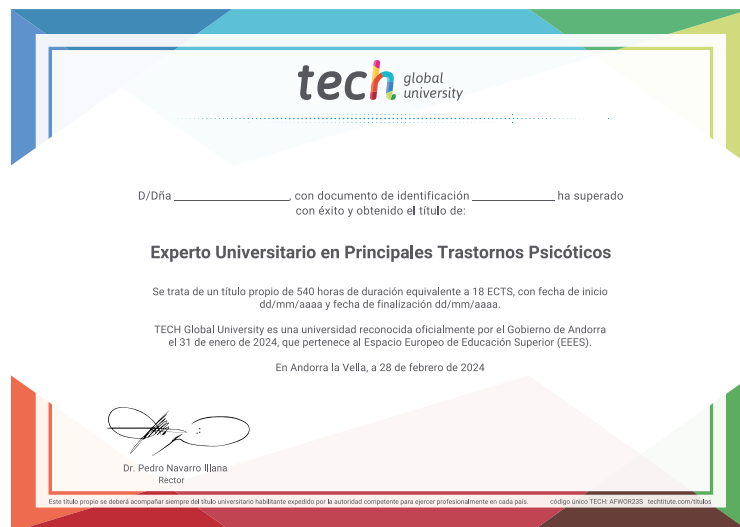 tech global university
D/Dña ____________________, con documento de identificación ______________ ha superado
con éxito y obtenido el título de:
Experto Universitario en Principales Trastornos Psicóticos
Se trata de un título propio de 540 horas de duración equivalente a 18 ECTS, con fecha de inicio
dd/mm/aaaa y fecha de finalización dd/mm/aaaa.
TECH Global University es una universidad reconocida oficialmente por el Gobierno de Andorra
el 31 de enero de 2024, que pertenece al Espacio Europeo de Educación Superior (EEES).
En Andorra la Vella, a 28 de febrero de 2024
Dr. Pedro Navarro Illana
Rector
Este título propio se deberá acompañar siempre del título universitario habilitante expedido por la autoridad competente para ejercer profesionalmente en cada país. código único TECH: AFWOR23S techtitute.com/titulos